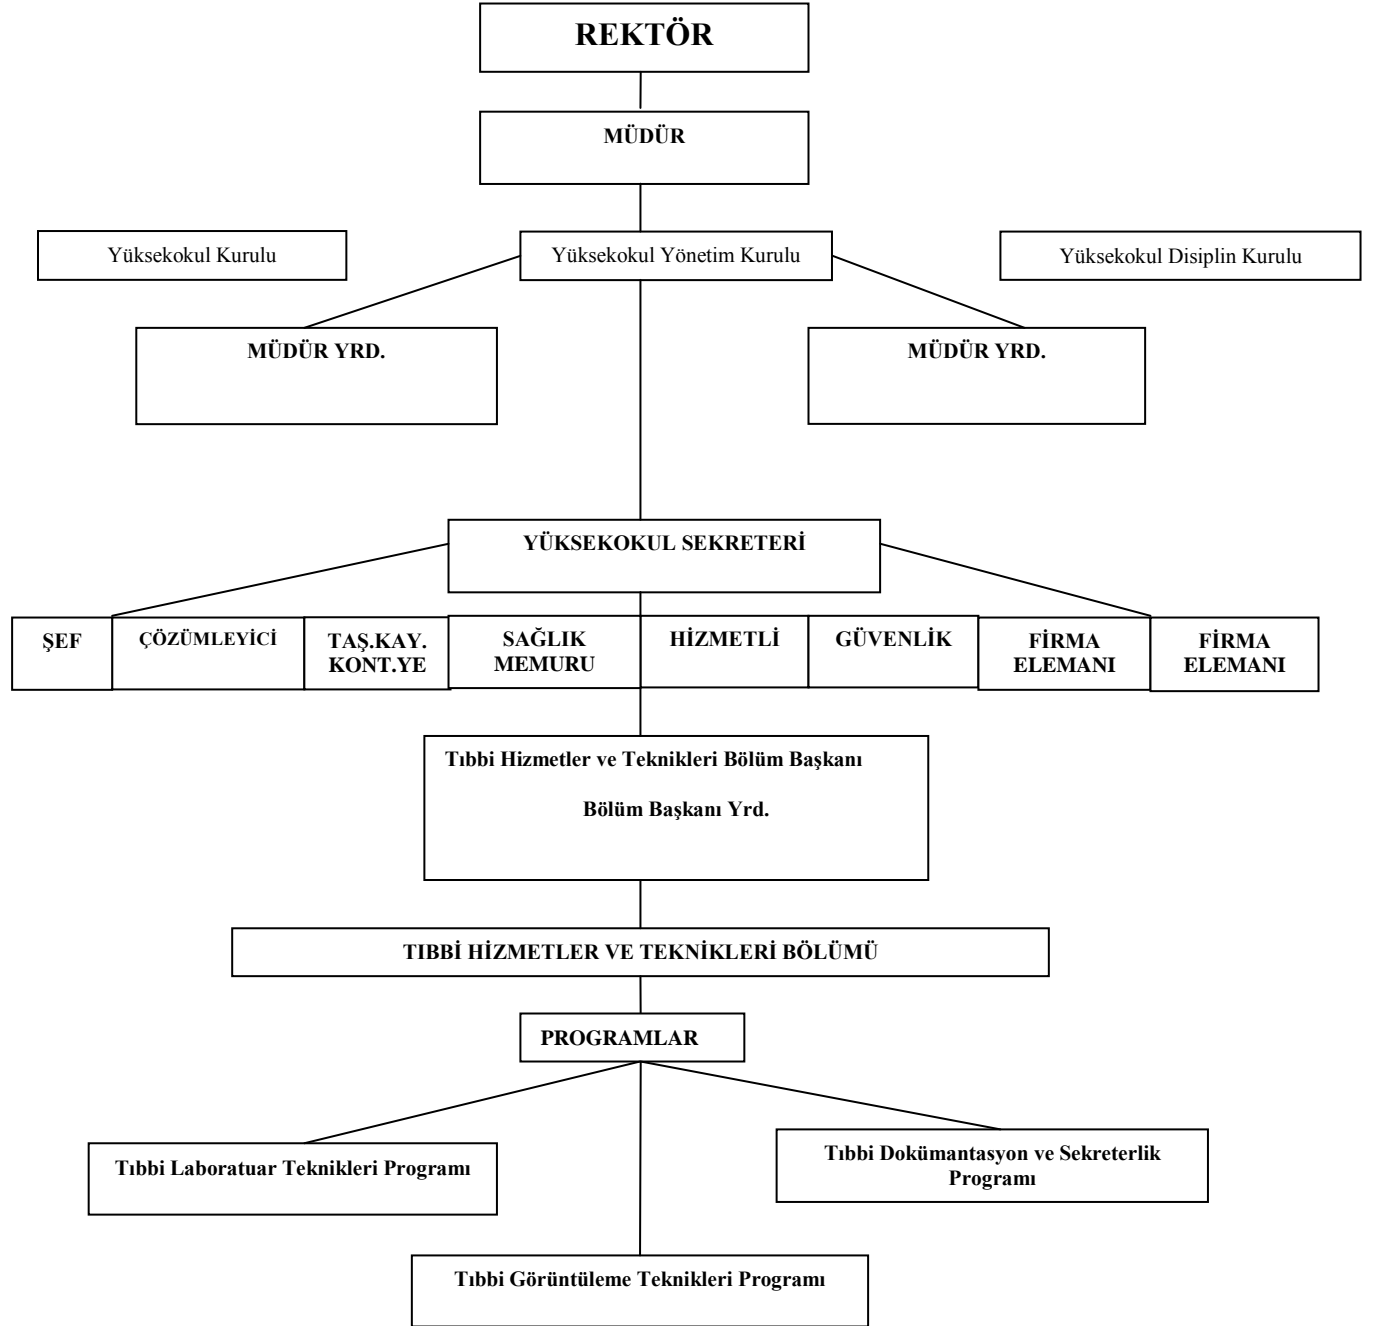 REKTÖR
MÜDÜR
Yüksekokul Kurulu
Yüksekokul Yönetim Kurulu
Yüksekokul Disiplin Kurulu
MÜDÜR YRD.
MÜDÜR YRD.
YÜKSEKOKUL SEKRETERİ
ŞEF
ÇÖZÜMLEYİCİ
TAŞ.KAY.
KONT.YE
SAĞLIK
MEMURU
HİZMETLİ
GÜVENLİK
FİRMA
ELEMANI
FİRMA
ELEMANI
Tıbbi Hizmetler ve Teknikleri Bölüm Başkanı
Bölüm Başkanı Yrd.
TIBBİ HİZMETLER VE TEKNİKLERİ BÖLÜMÜ
PROGRAMLAR
Tıbbi Laboratuar Teknikleri Programı
Tıbbi Dokümantasyon ve Sekreterlik
Programı
Tıbbi Görüntüleme Teknikleri Programı